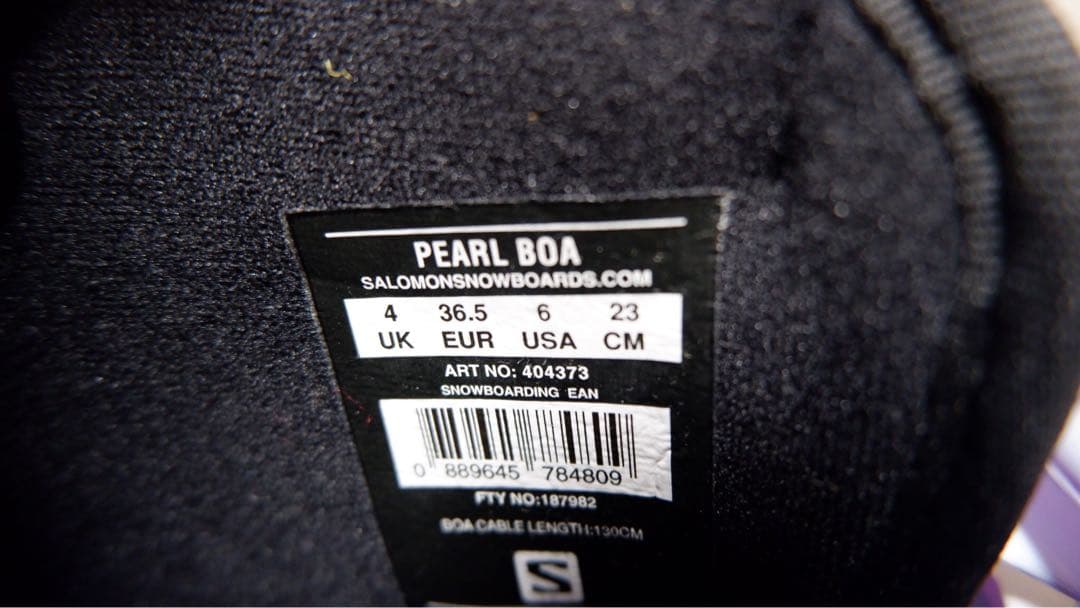 PEARL BOA
SALOMONSNOWBOARDS.COM
4 36.5 6 23
UK EUR USA CM
ART NO: 404373
SNOWBOARDING EAN
0 889645 784809
FTY NO:187982
BOA CABLE LENGTH:130CM
S